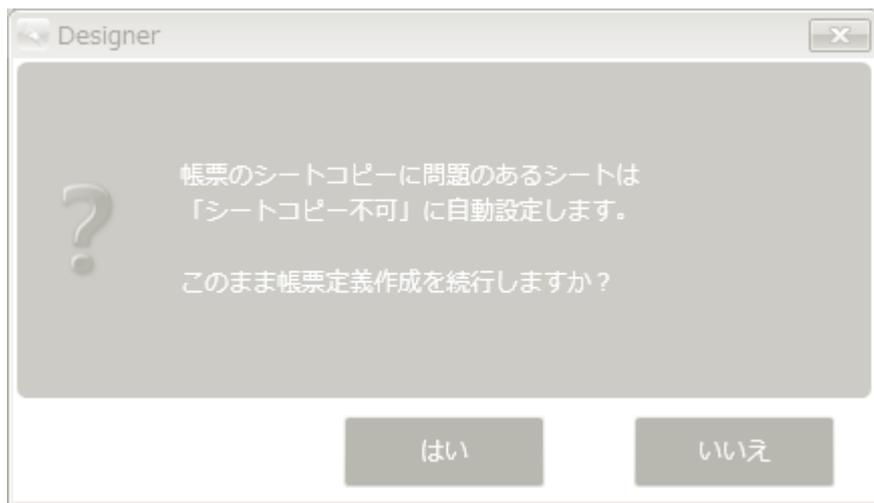 Designer
帳票のシートコピーに問題のあるシートは
「シートコピー不可」に自動設定します。
このまま帳票定義作成を続行しますか？
はい
いいえ